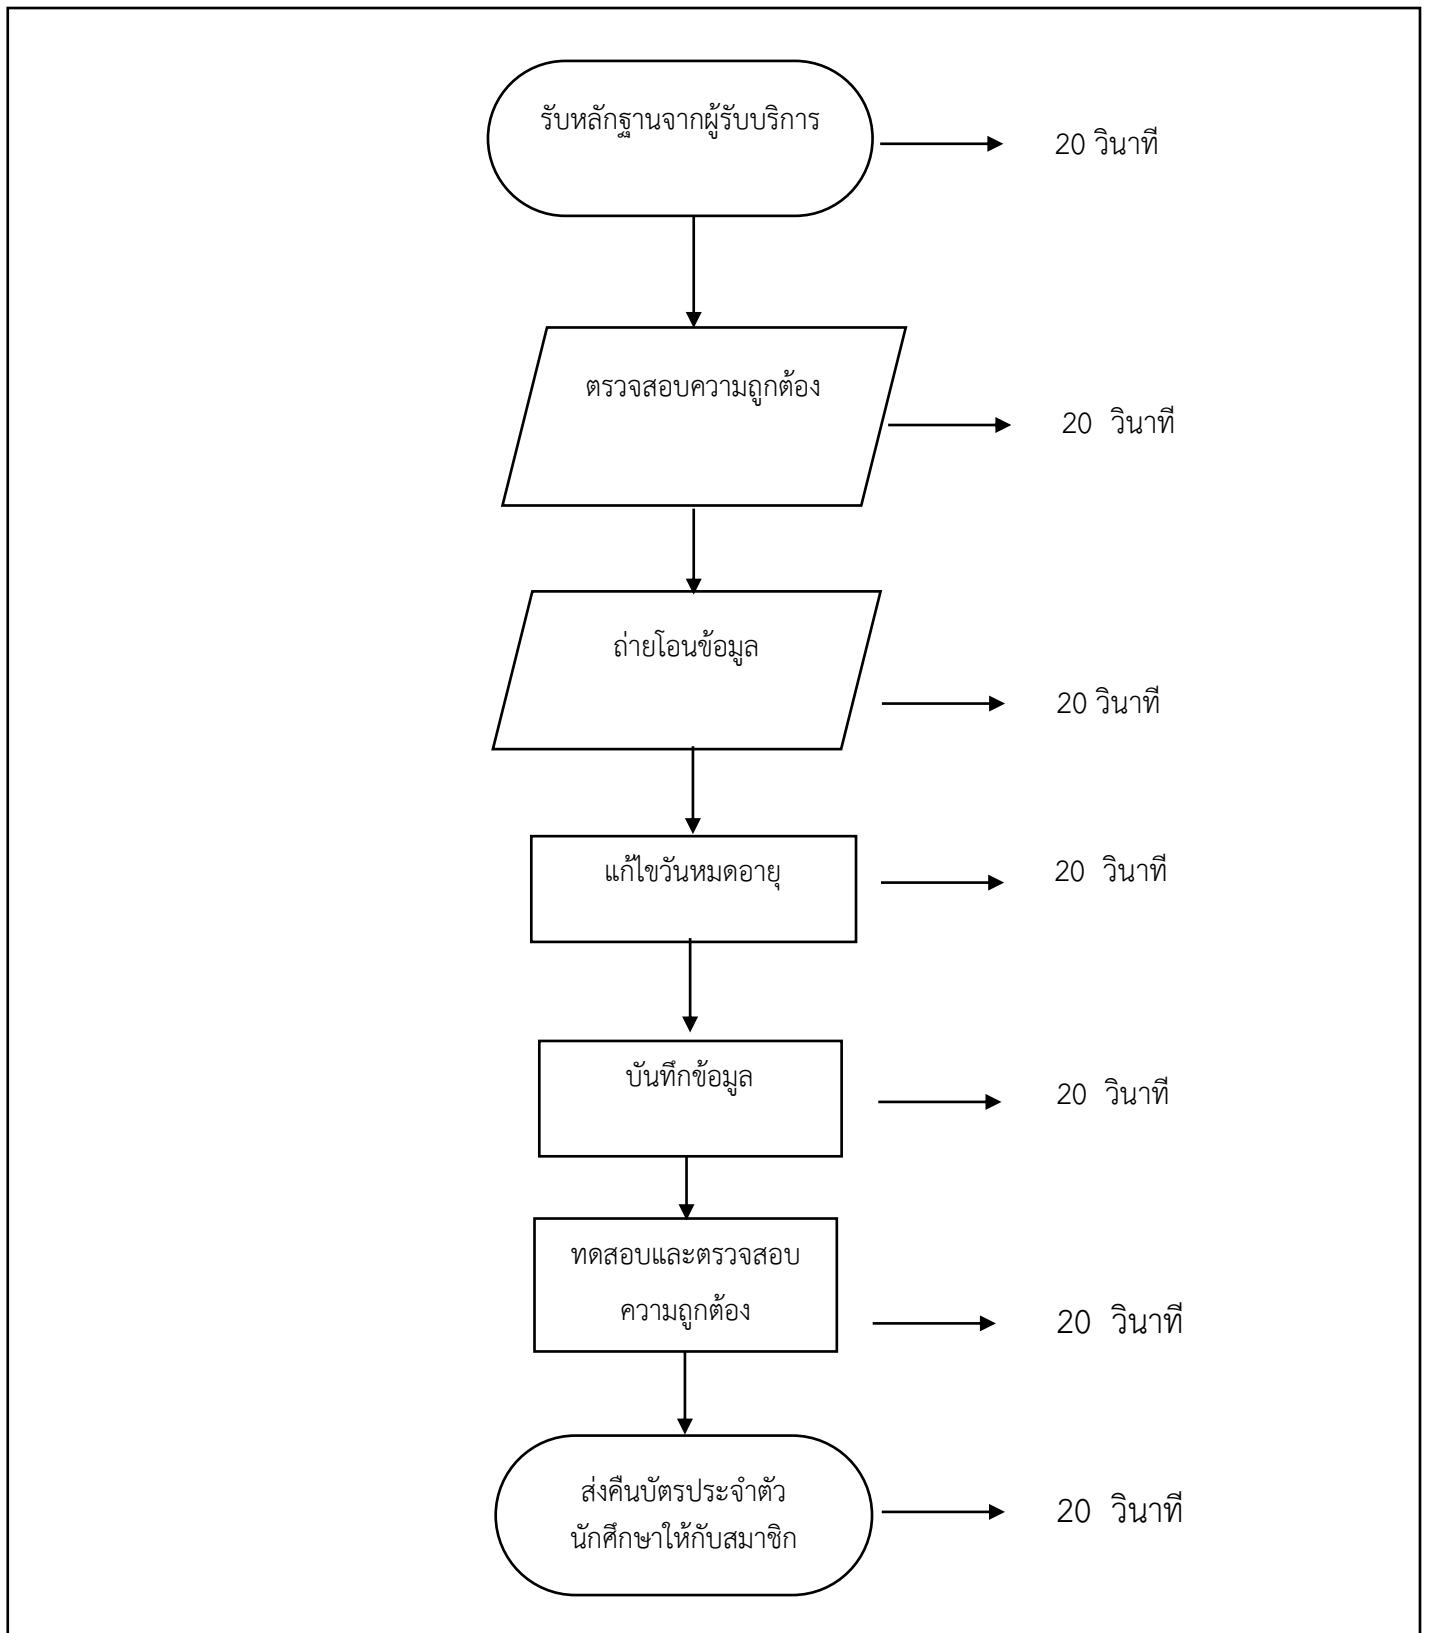 รับหลักฐานจากผู้รับบริการ
20 วินาที
ตรวจสอบความถูกต้อง
20 วินาที
ถ่ายโอนข้อมูล
20 วินาที
แก้ไขวันหมดอายุ
20 วินาที
บันทึกข้อมูล
20 วินาที
ทดสอบและตรวจสอบ
ความถูกต้อง
20 วินาที
ส่งคืนบัตรประจำตัว
นักศึกษาให้กับสมาชิก
20 วินาที